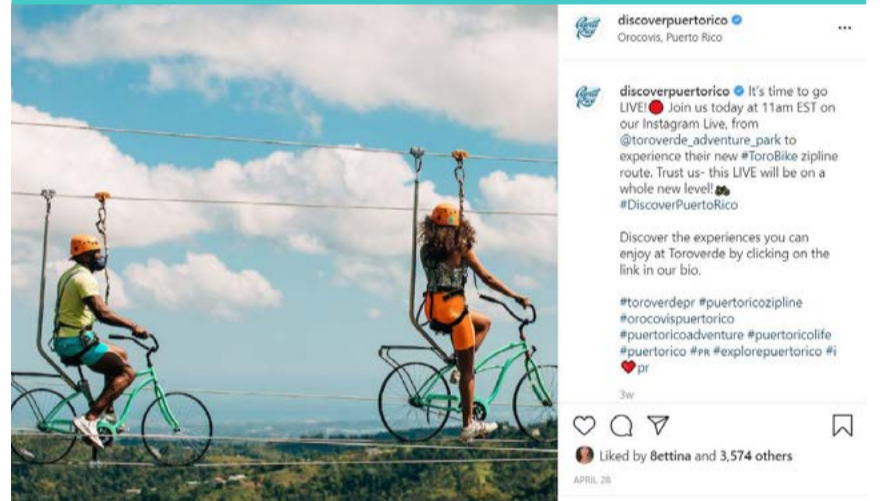 discoverpuertorico
Orocovis, Puerto Rico
discoverpuertorico It's time to go
LIVE!🔴 Join us today at 11am EST on
our Instagram Live, from
@toroverde_adventure_park to
experience their new #ToroBike zipline
route. Trust us- this LIVE will be on a
whole new level!🚲
#DiscoverPuertoRico
Discover the experiences you can
enjoy at Toroverde by clicking on the
link in our bio.
#toroverdepr #puertoricozipline
#orocovispuertorico
#puertoricoadventure #puertoricolife
#puertorico #PR #explorepuertorico #i
❤️pr
3w
Liked by 8ettina and 3,574 others
APRIL 28